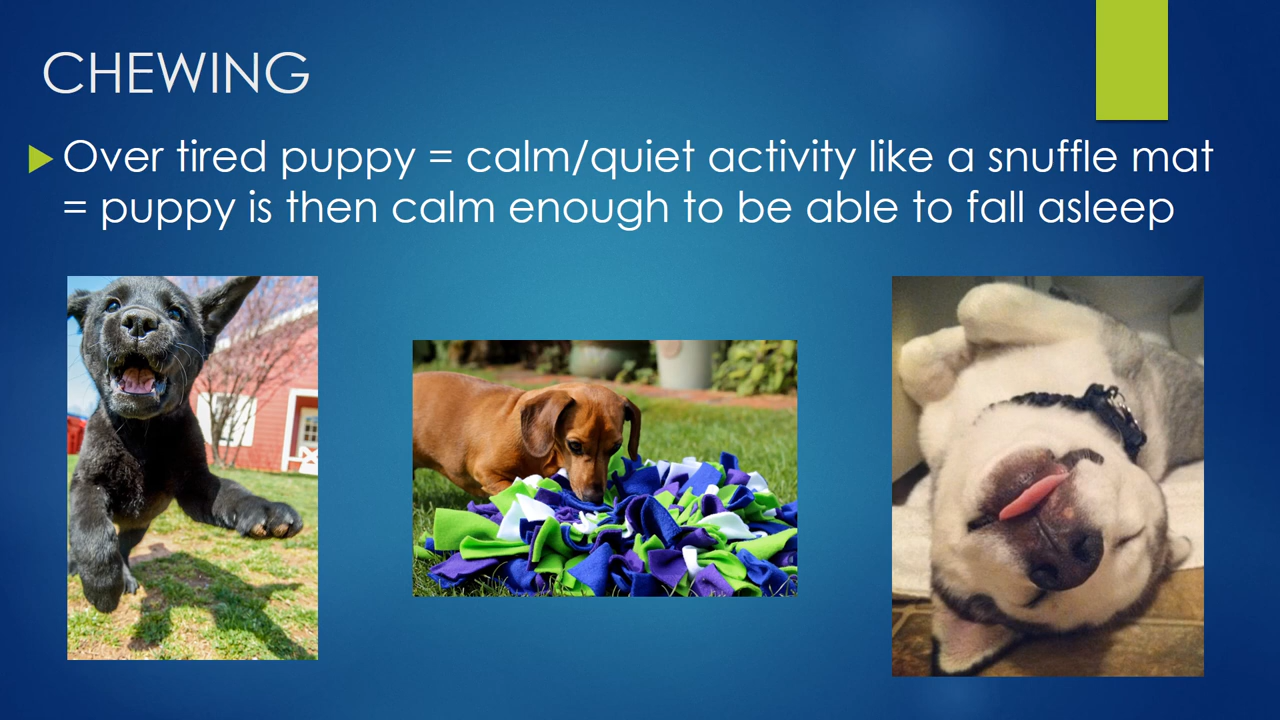 CHEWING
Over tired puppy = calm/quiet activity like a snuffle mat
= puppy is then calm enough to be able to fall asleep